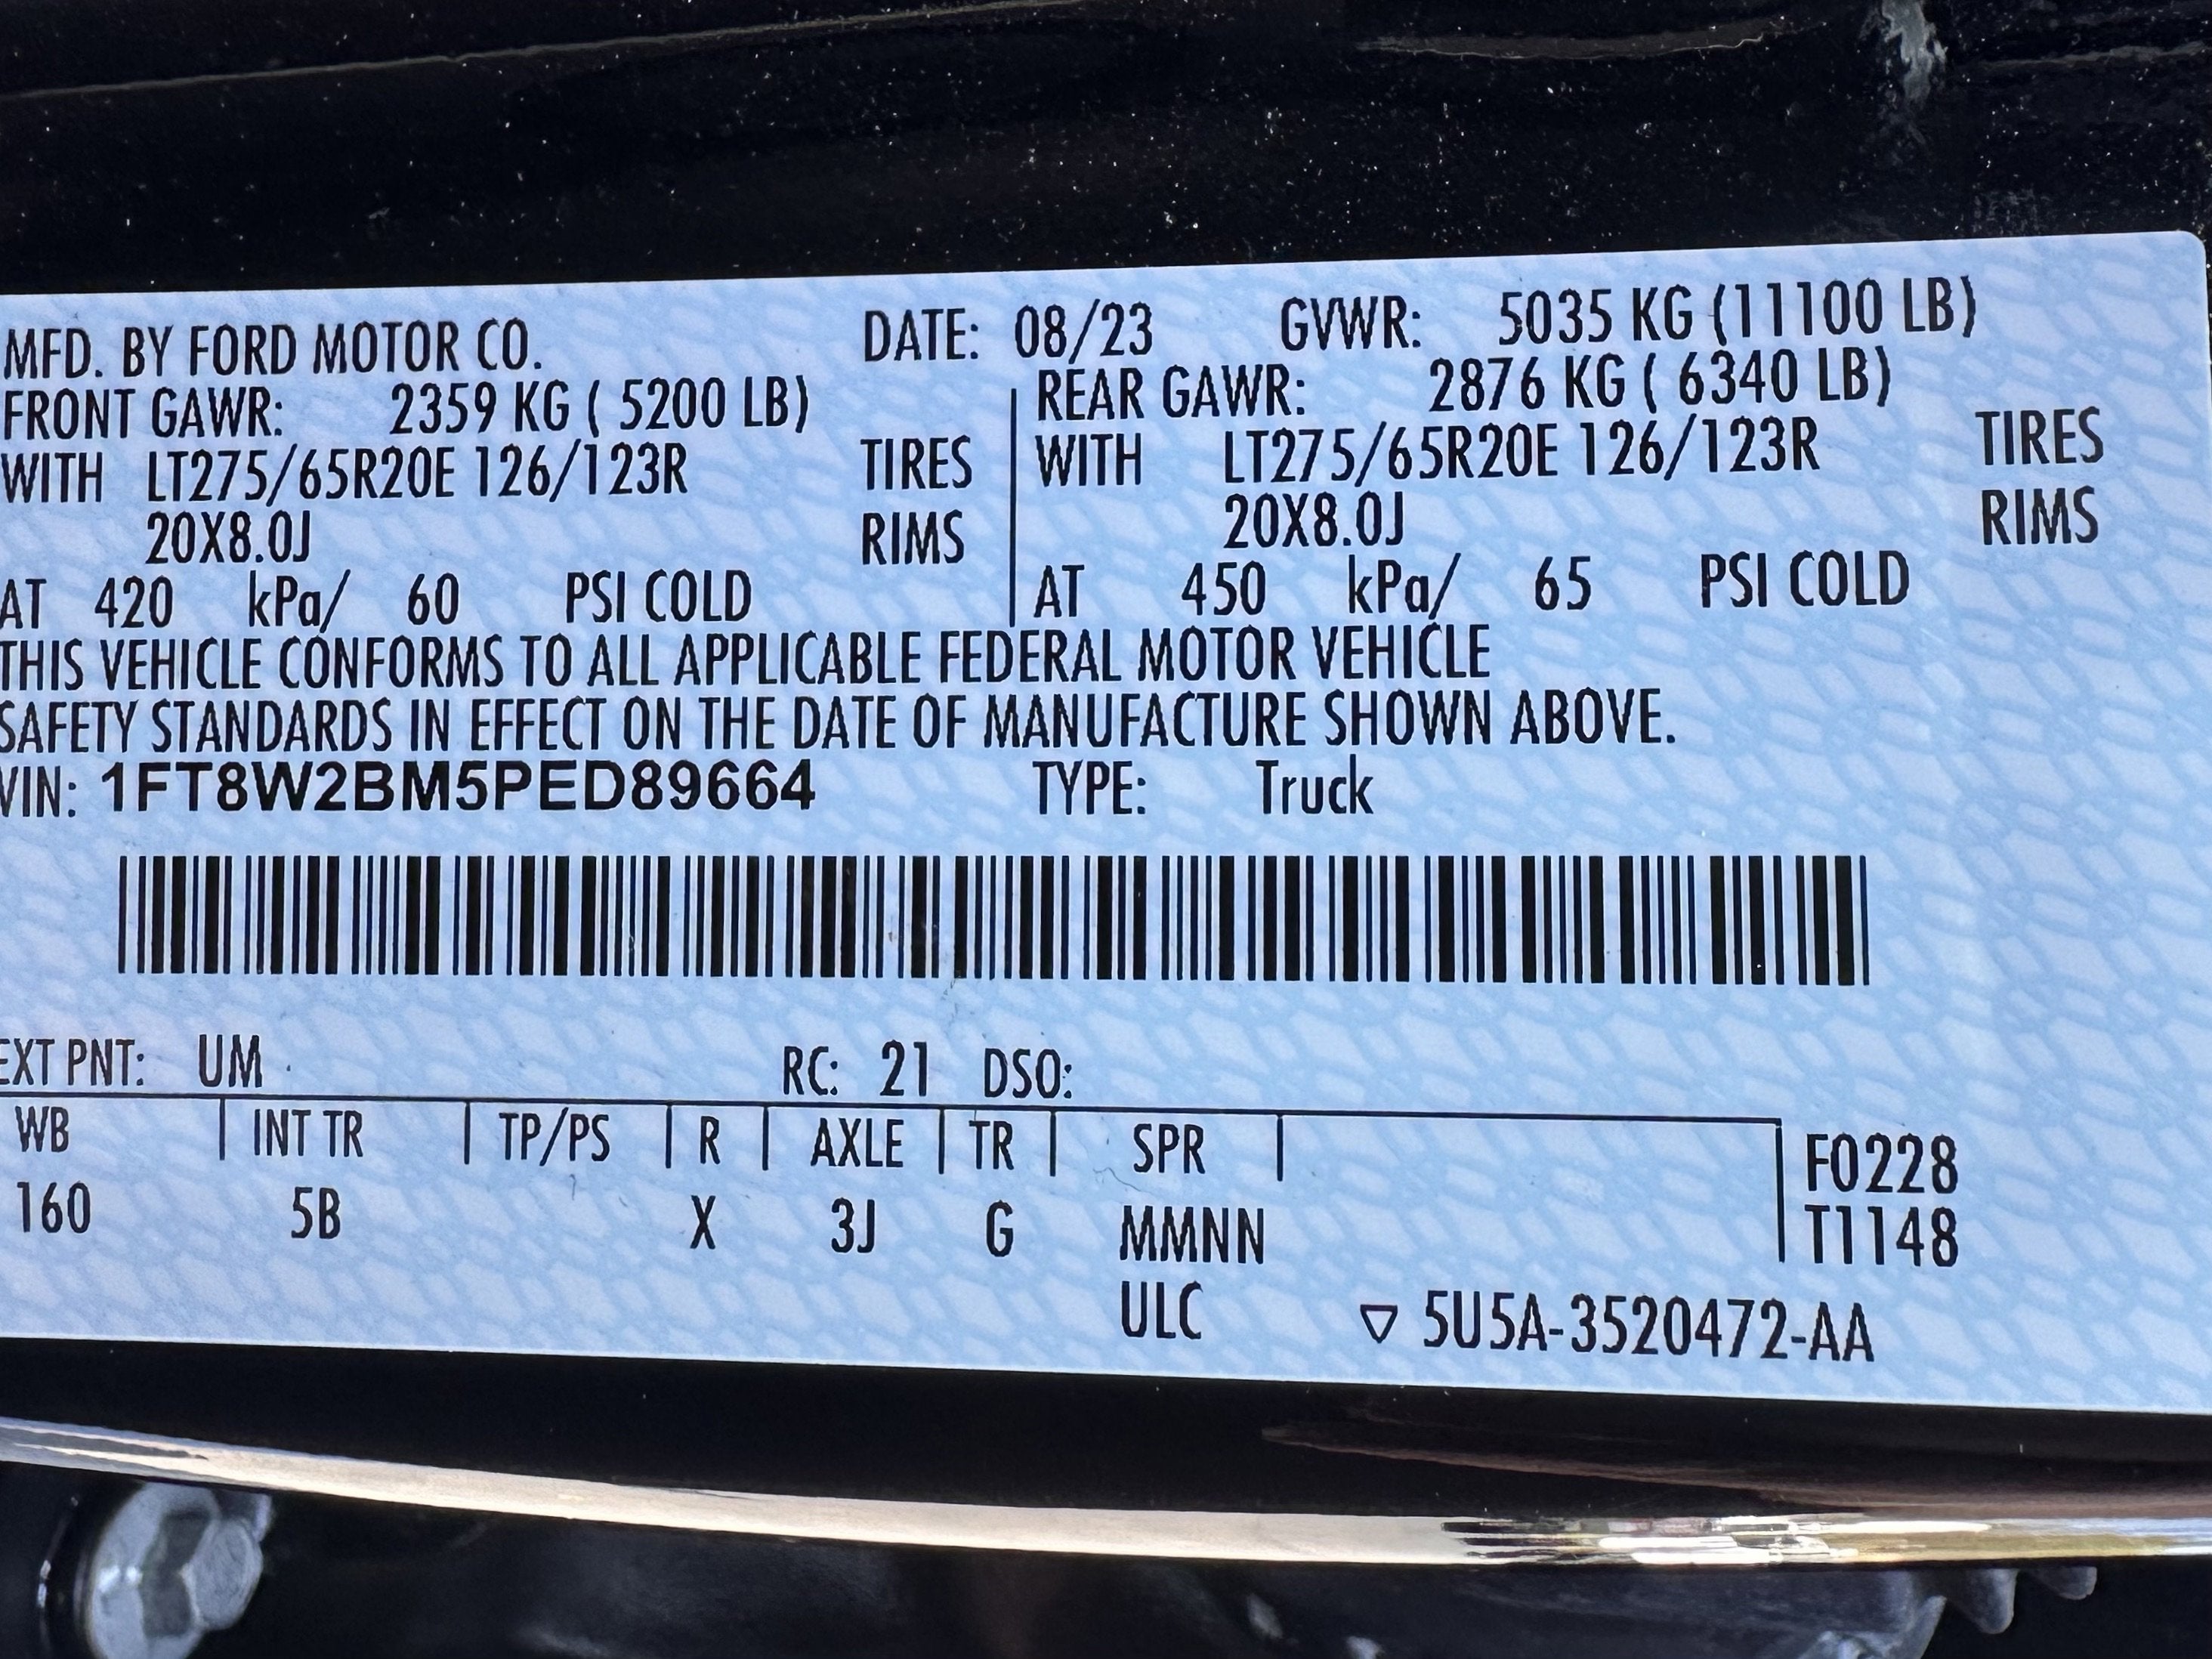 MFD. BY FORD MOTOR CO. DATE: 08/23 GVWR: 5035 KG (11100 LB)
FRONT GAWR: 2359 KG ( 5200 LB) REAR GAWR: 2876 KG ( 6340 LB)
WITH LT275/65R20E 126/123R TIRES WITH LT275/65R20E 126/123R TIRES
20X8.0J RIMS 20X8.0J RIMS
AT 420 kPa/ 60 PSI COLD AT 450 kPa/ 65 PSI COLD
THIS VEHICLE CONFORMS TO ALL APPLICABLE FEDERAL MOTOR VEHICLE
SAFETY STANDARDS IN EFFECT ON THE DATE OF MANUFACTURE SHOWN ABOVE.
VIN: 1FT8W2BM5PED89664 TYPE: Truck
EXT PNT: UM RC: 21 DSO:
WB INT TR TP/PS R AXLE TR SPR F0228
160 5B X 3J G MMNN T1148
ULC ▽ 5U5A-3520472-AA